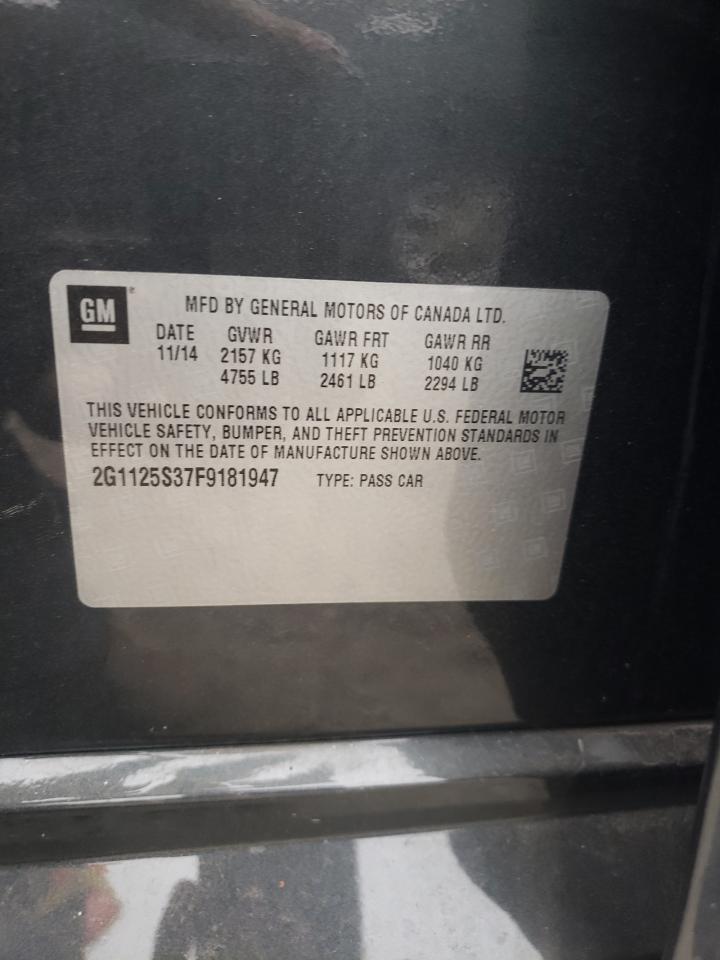 GM
MFD BY GENERAL MOTORS OF CANADA LTD.
DATE GVWR GAWR FRT GAWR RR
11/14 2157 KG 1117 KG 1040 KG
4755 LB 2461 LB 2294 LB
THIS VEHICLE CONFORMS TO ALL APPLICABLE U.S. FEDERAL MOTOR
VEHICLE SAFETY, BUMPER, AND THEFT PREVENTION STANDARDS IN
EFFECT ON THE DATE OF MANUFACTURE SHOWN ABOVE.
2G1125S37F9181947 TYPE: PASS CAR